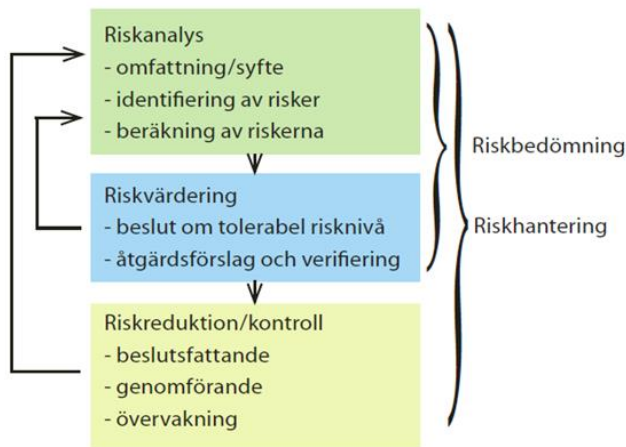 Riskanalys
- omfattning/syfte
- identifiering av risker
- beräkning av riskerna
Riskbedömning
Riskvärdering
- beslut om tolerabel risknivå
- åtgärdsförslag och verifiering
Riskhantering
Riskreduktion/kontroll
- beslutsfattande
- genomförande
- övervakning